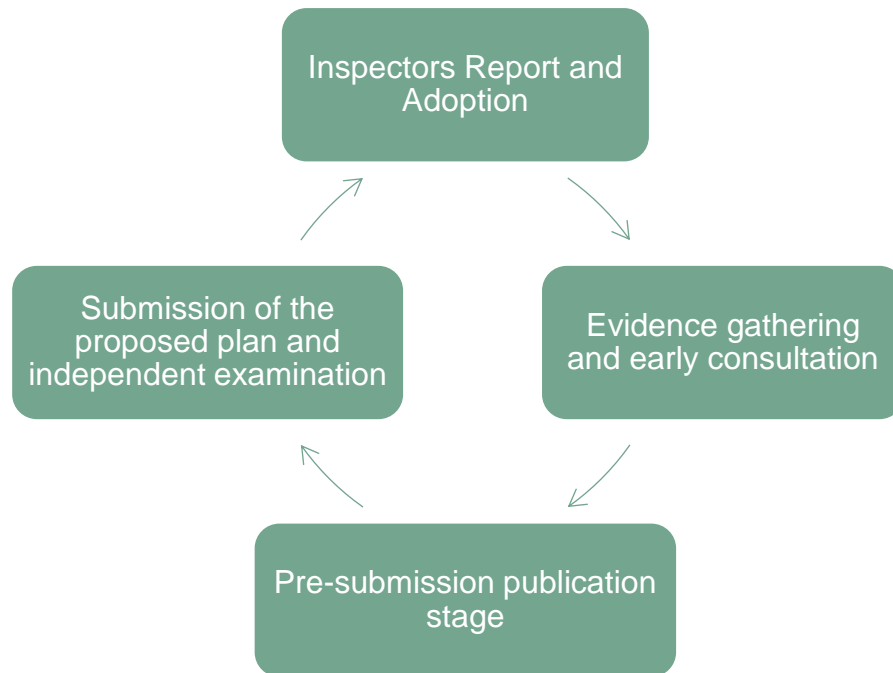 Inspectors Report and
Adoption
Submission of the
proposed plan and
independent examination
Evidence gathering
and early consultation
Pre-submission publication
stage